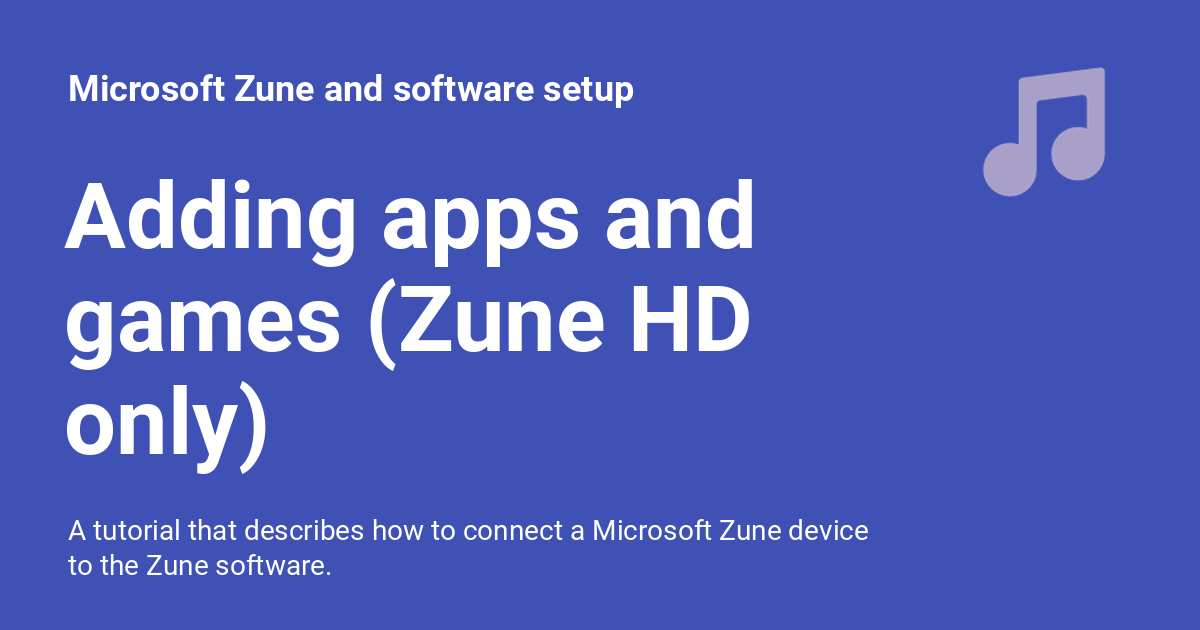 Microsoft Zune and software setup
Adding apps and
games (Zune HD
only)
A tutorial that describes how to connect a Microsoft Zune device
to the Zune software.